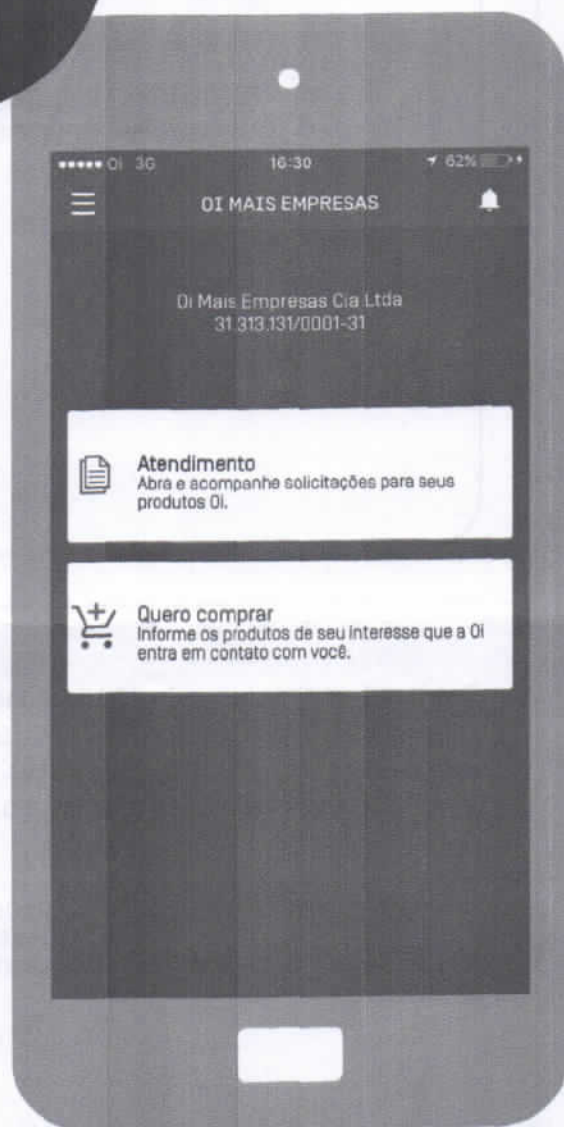 Oi 3G 16:30 62%
OI MAIS EMPRESAS
Oi Mais Empresas Cia Ltda
31.313.131/0001-31
Atendimento
Abra e acompanhe solicitações para seus
produtos Oi.
Quero comprar
Informe os produtos de seu interesse que a Oi
entra em contato com você.